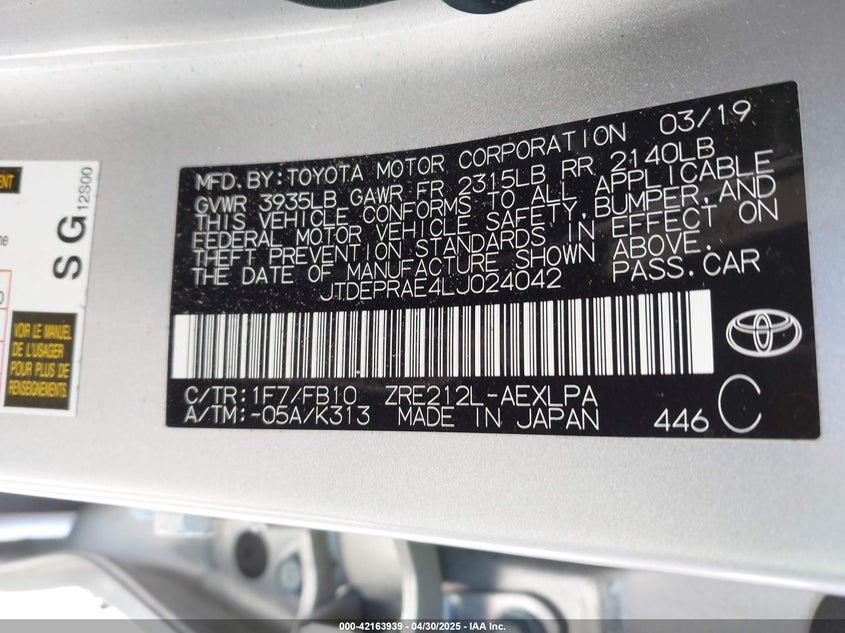 MFD.BY:TOYOTA MOTOR CORPORATION 03/19
GVWR 3935LB GAWR FR 2315LB RR 2140LB
THIS VEHICLE CONFORMS TO ALL APPLICABLE
FEDERAL MOTOR VEHICLE SAFETY,BUMPER,AND
THEFT PREVENTION STANDARDS IN EFFECT ON
THE DATE OF MANUFACTURE SHOWN ABOVE.
JTDEPRAE4LJ024042 PASS.CAR
C/TR:1F7/FB10 ZRE212L-AEXLPA
A/TM:-05A/K313 MADE IN JAPAN 446 C
SG 12S00
VOIR LE MANUEL
DE L'USAGER
POUR PLUS DE
RENSEIGNEMENTS.
000-42163939 - 04/30/2025 - IAA Inc.